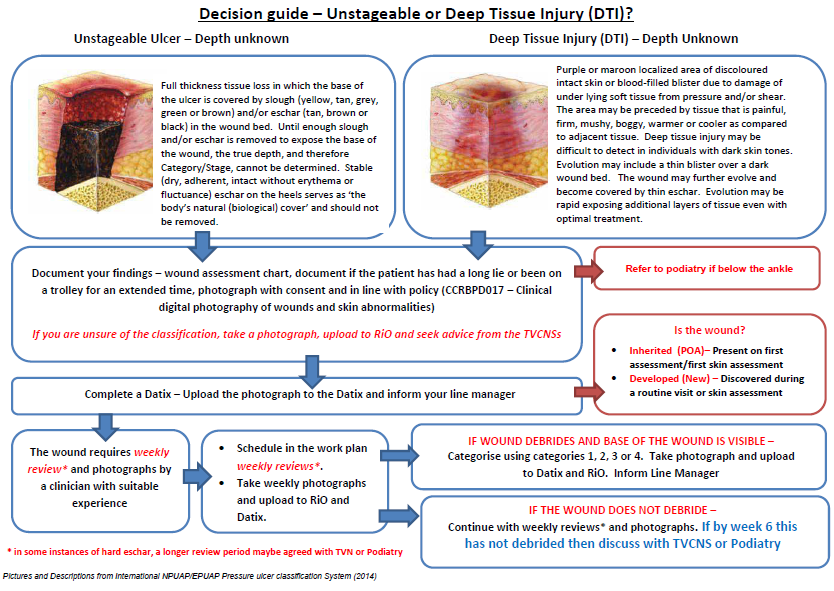 Decision guide – Unstageable or Deep Tissue Injury (DTI)?
Unstageable Ulcer – Depth unknown
Full thickness tissue loss in which the base of
the ulcer is covered by slough (yellow, tan, grey,
green or brown) and/or eschar (tan, brown or
black) in the wound bed. Until enough slough
and/or eschar is removed to expose the base of
the wound, the true depth, and therefore
Category/Stage, cannot be determined. Stable
(dry, adherent, intact without erythema or
fluctuance) eschar on the heels serves as ‘the
body’s natural (biological) cover’ and should not
be removed.
Deep Tissue Injury (DTI) – Depth Unknown
Purple or maroon localized area of discoloured
intact skin or blood-filled blister due to damage of
under lying soft tissue from pressure and/or shear.
The area may be preceded by tissue that is painful,
firm, mushy, boggy, warmer or cooler as compared
to adjacent tissue. Deep tissue injury may be
difficult to detect in individuals with dark skin tones.
Evolution may include a thin blister over a dark
wound bed. The wound may further evolve and
become covered by thin eschar. Evolution may be
rapid exposing additional layers of tissue even with
optimal treatment.
Document your findings – wound assessment chart, document if the patient has had a long lie or been on
a trolley for an extended time, photograph with consent and in line with policy (CCRBPD017 – Clinical
digital photography of wounds and skin abnormalities)
If you are unsure of the classification, take a photograph, upload to RiO and seek advice from the TVCNSs
Refer to podiatry if below the ankle
Is the wound?
• Inherited (POA)– Present on first
assessment/first skin assessment
• Developed (New) – Discovered during
a routine visit or skin assessment
Complete a Datix – Upload the photograph to the Datix and inform your line manager
The wound requires weekly
review* and photographs by
a clinician with suitable
experience
• Schedule in the work plan
weekly reviews*.
• Take weekly photographs
and upload to RiO and
Datix.
IF WOUND DEBRIDES AND BASE OF THE WOUND IS VISIBLE –
Categorise using categories 1, 2, 3 or 4. Take photograph and upload
to Datix and RiO. Inform Line Manager
IF THE WOUND DOES NOT DEBRIDE –
Continue with weekly reviews* and photographs. If by week 6 this
has not debrided then discuss with TVCNS or Podiatry
* in some instances of hard eschar, a longer review period maybe agreed with TVN or Podiatry
Pictures and Descriptions from International NPUAP/EPUAP Pressure ulcer classification System (2014)